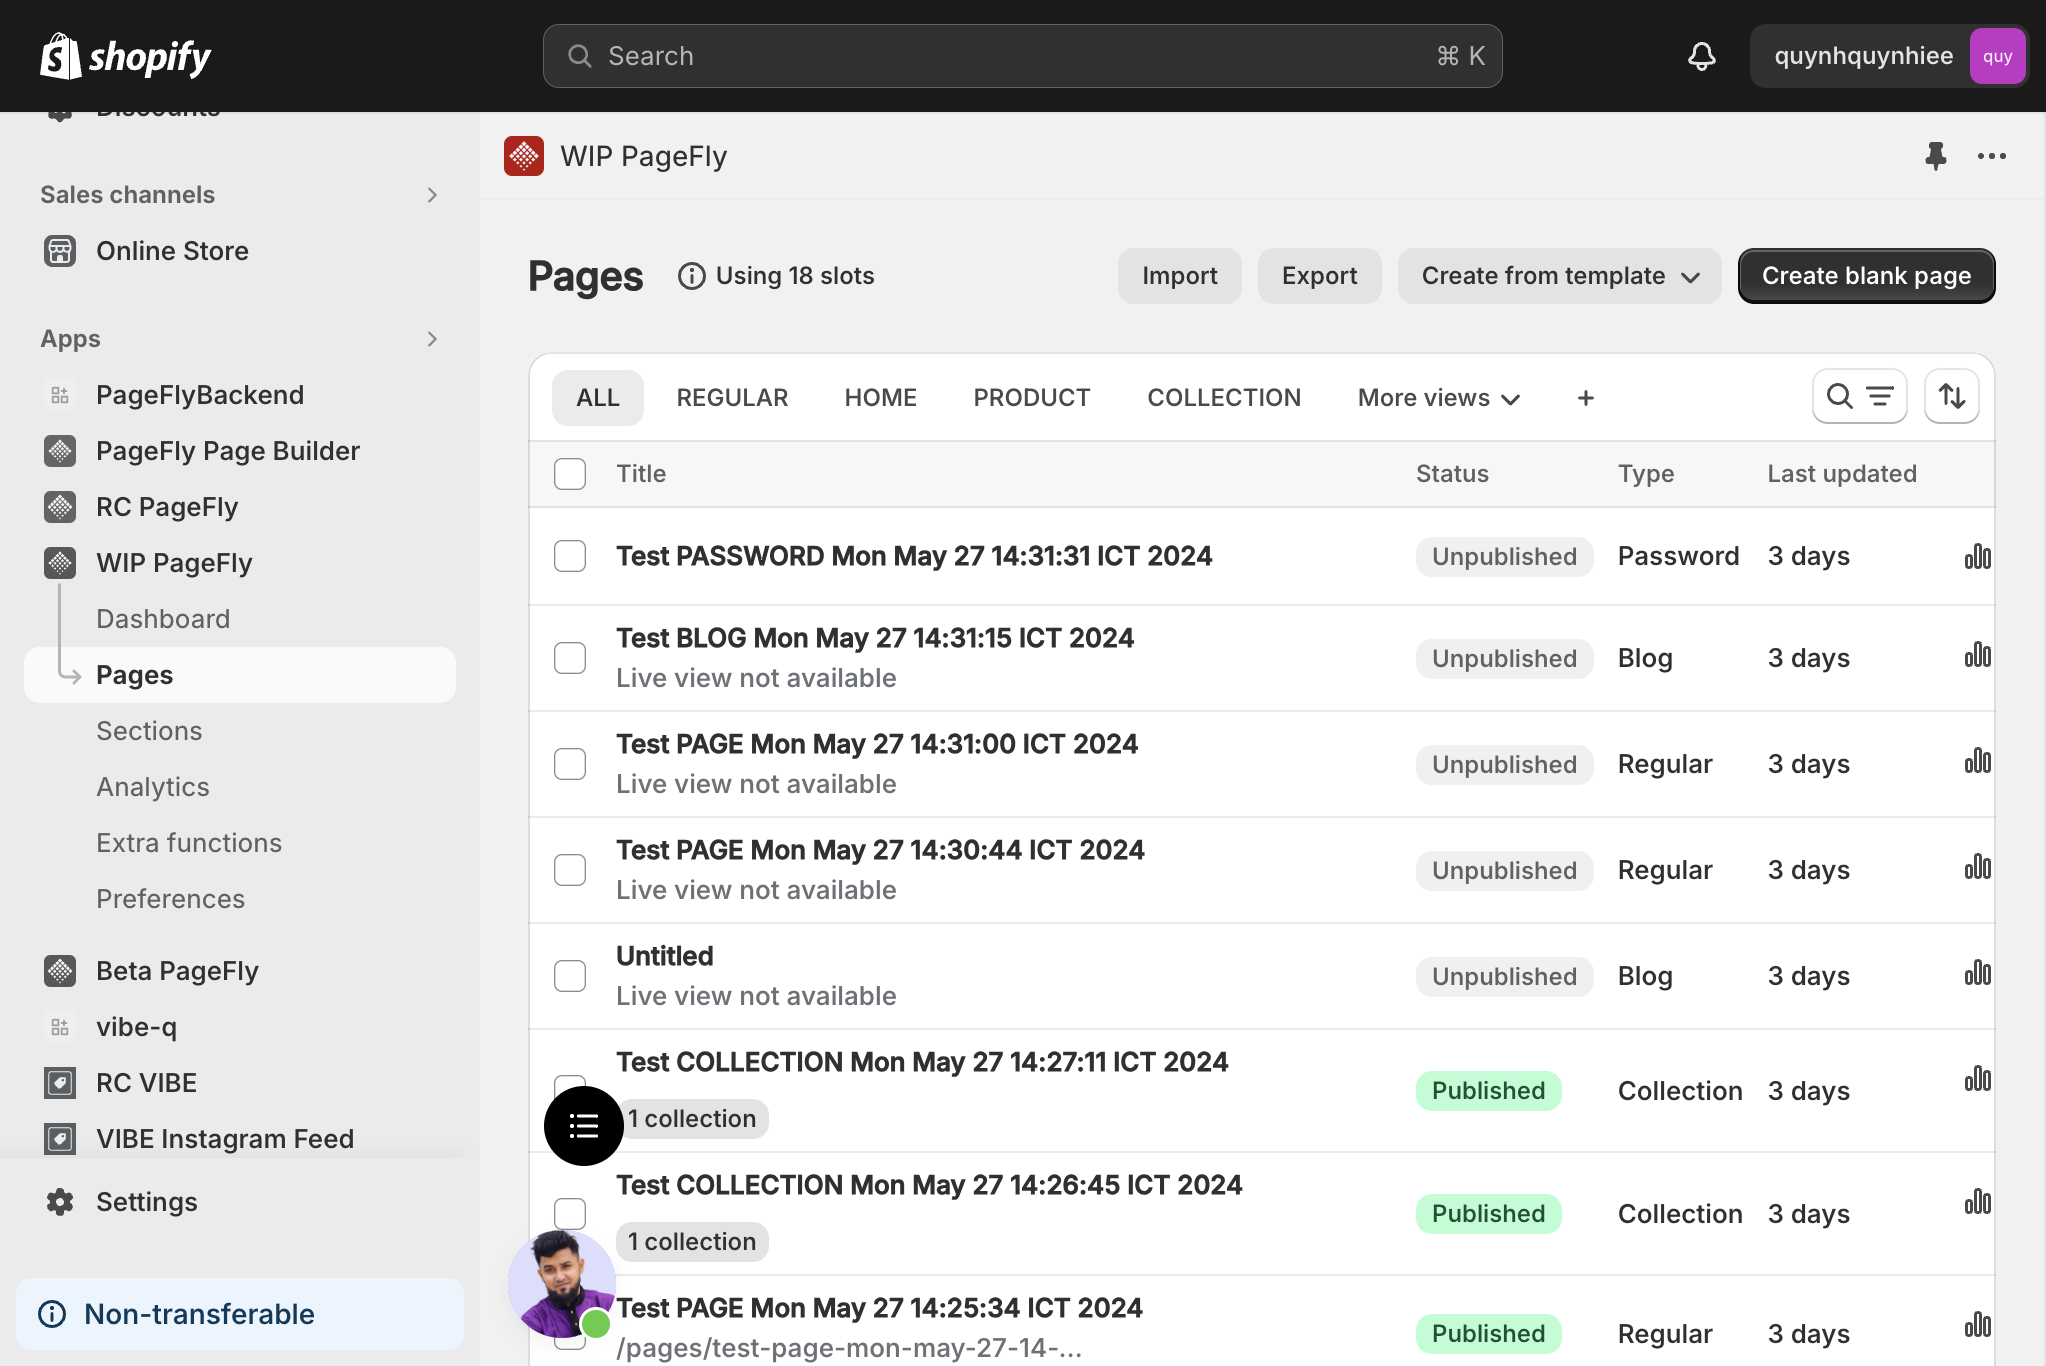 shopify
Search
⌘ K
quynhquynhiee
quy
Discounts
Sales channels
Online Store
Apps
PageFlyBackend
PageFly Page Builder
RC PageFly
WIP PageFly
Dashboard
Pages
Sections
Analytics
Extra functions
Preferences
Beta PageFly
vibe-q
RC VIBE
VIBE Instagram Feed
Settings
Non-transferable
WIP PageFly
Pages
Using 18 slots
Import
Export
Create from template
Create blank page
ALL
REGULAR
HOME
PRODUCT
COLLECTION
More views
+
Title
Status
Type
Last updated
Test PASSWORD Mon May 27 14:31:31 ICT 2024
Unpublished
Password
3 days
Test BLOG Mon May 27 14:31:15 ICT 2024
Live view not available
Unpublished
Blog
3 days
Test PAGE Mon May 27 14:31:00 ICT 2024
Live view not available
Unpublished
Regular
3 days
Test PAGE Mon May 27 14:30:44 ICT 2024
Live view not available
Unpublished
Regular
3 days
Untitled
Live view not available
Unpublished
Blog
3 days
Test COLLECTION Mon May 27 14:27:11 ICT 2024
1 collection
Published
Collection
3 days
Test COLLECTION Mon May 27 14:26:45 ICT 2024
1 collection
Published
Collection
3 days
Test PAGE Mon May 27 14:25:34 ICT 2024
/pages/test-page-mon-may-27-14-...
Published
Regular
3 days